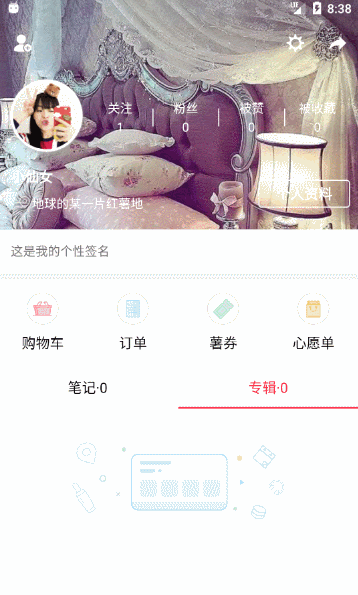 LTE 8:38
关注 粉丝 被赞 被收藏
1 0 0 0
小仙女
地球的某一片红薯地
个人资料
这是我的个性签名
购物车 订单 薯券 心愿单
笔记·0 专辑·0